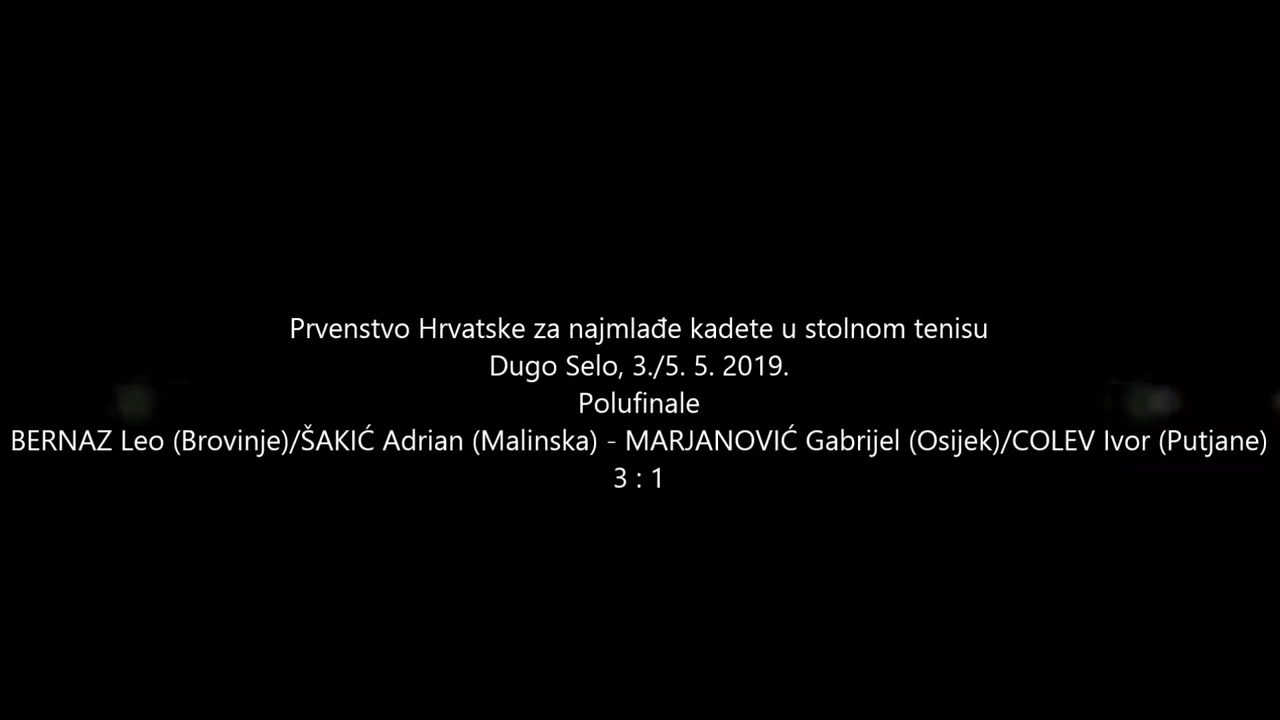 Prvenstvo Hrvatske za najmlađe kadete u stolnom tenisu
Dugo Selo, 3./5. 5. 2019.
Polufinale
BERNAZ Leo (Brovinje)/ŠAKIĆ Adrian (Malinska) - MARJANOVIĆ Gabrijel (Osijek)/COLEV Ivor (Putjane)
3 : 1